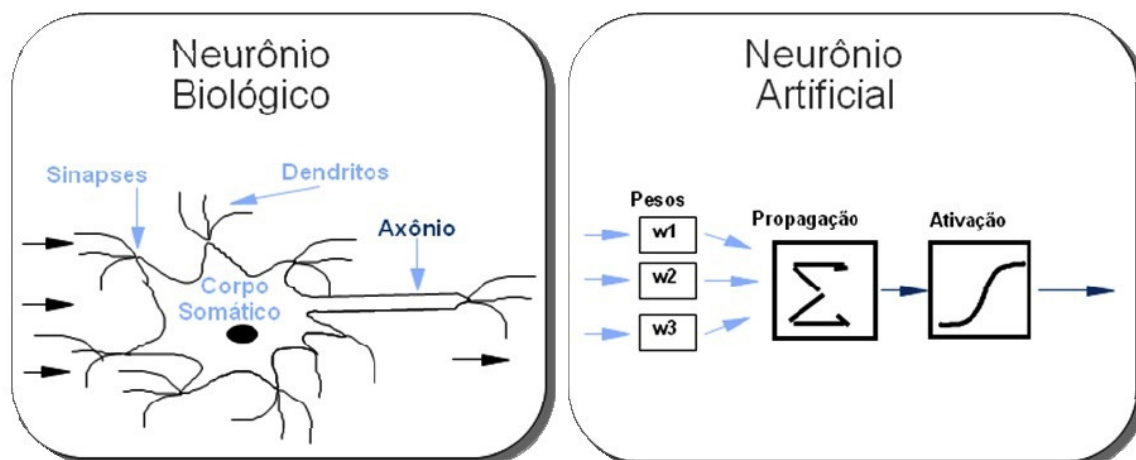 Neurônio
Biológico
Sinapses
Dendritos
Axônio
Corpo
Somático
Neurônio
Artificial
Pesos
w1
w2
w3
Propagação
Σ
Ativação